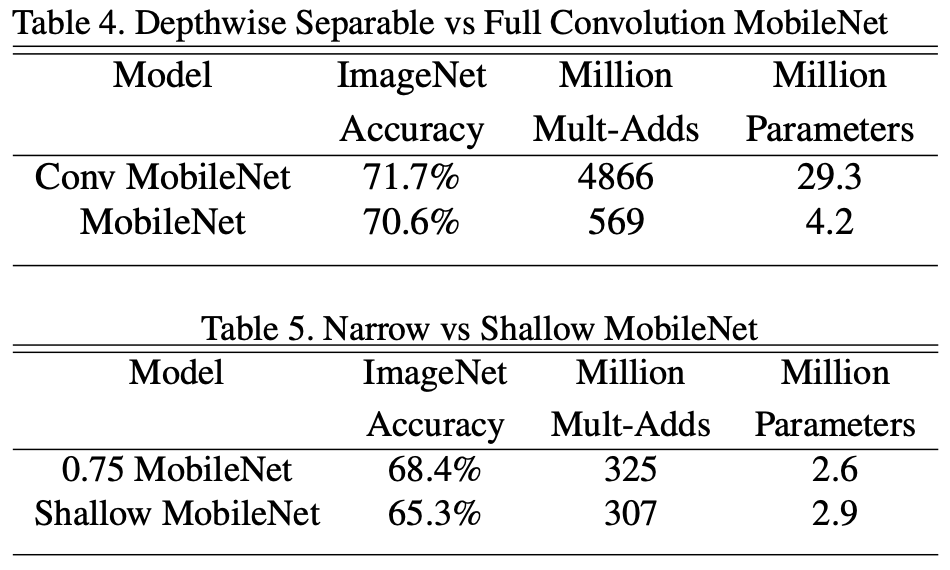 Table 4. Depthwise Separable vs Full Convolution MobileNet
Model ImageNet Million Million
Accuracy Mult-Adds Parameters
Conv MobileNet 71.7% 4866 29.3
MobileNet 70.6% 569 4.2
Table 5. Narrow vs Shallow MobileNet
Model ImageNet Million Million
Accuracy Mult-Adds Parameters
0.75 MobileNet 68.4% 325 2.6
Shallow MobileNet 65.3% 307 2.9